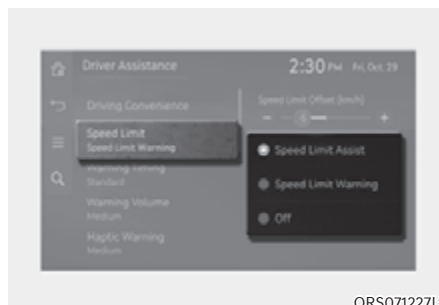 Driver Assistance
2:30 PM Fri, Oct. 29
Driving Convenience
Speed Limit Offset (km/h)
- +
Speed Limit
Speed Limit Warning
Speed Limit Assist
Warning Timing
Standard
Speed Limit Warning
Warning Volume
Medium
Off
Haptic Warning
Medium
ORS071227L